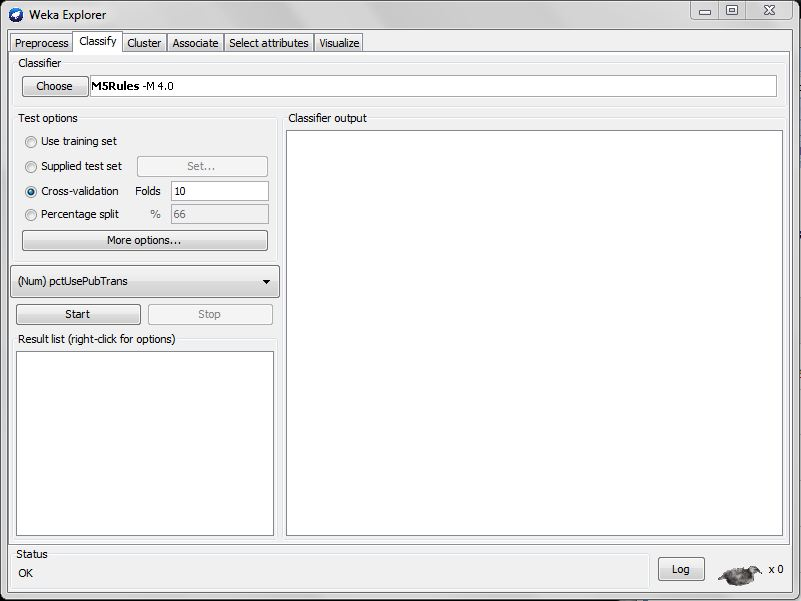 Weka Explorer
Preprocess Classify Cluster Associate Select attributes Visualize
Classifier
Choose M5Rules -M 4.0
Test options
Use training set
Supplied test set Set...
Cross-validation Folds 10
Percentage split % 66
More options...
(Num) pctUsePubTrans
Start Stop
Result list (right-click for options)
Classifier output
Status
OK
Log x 0